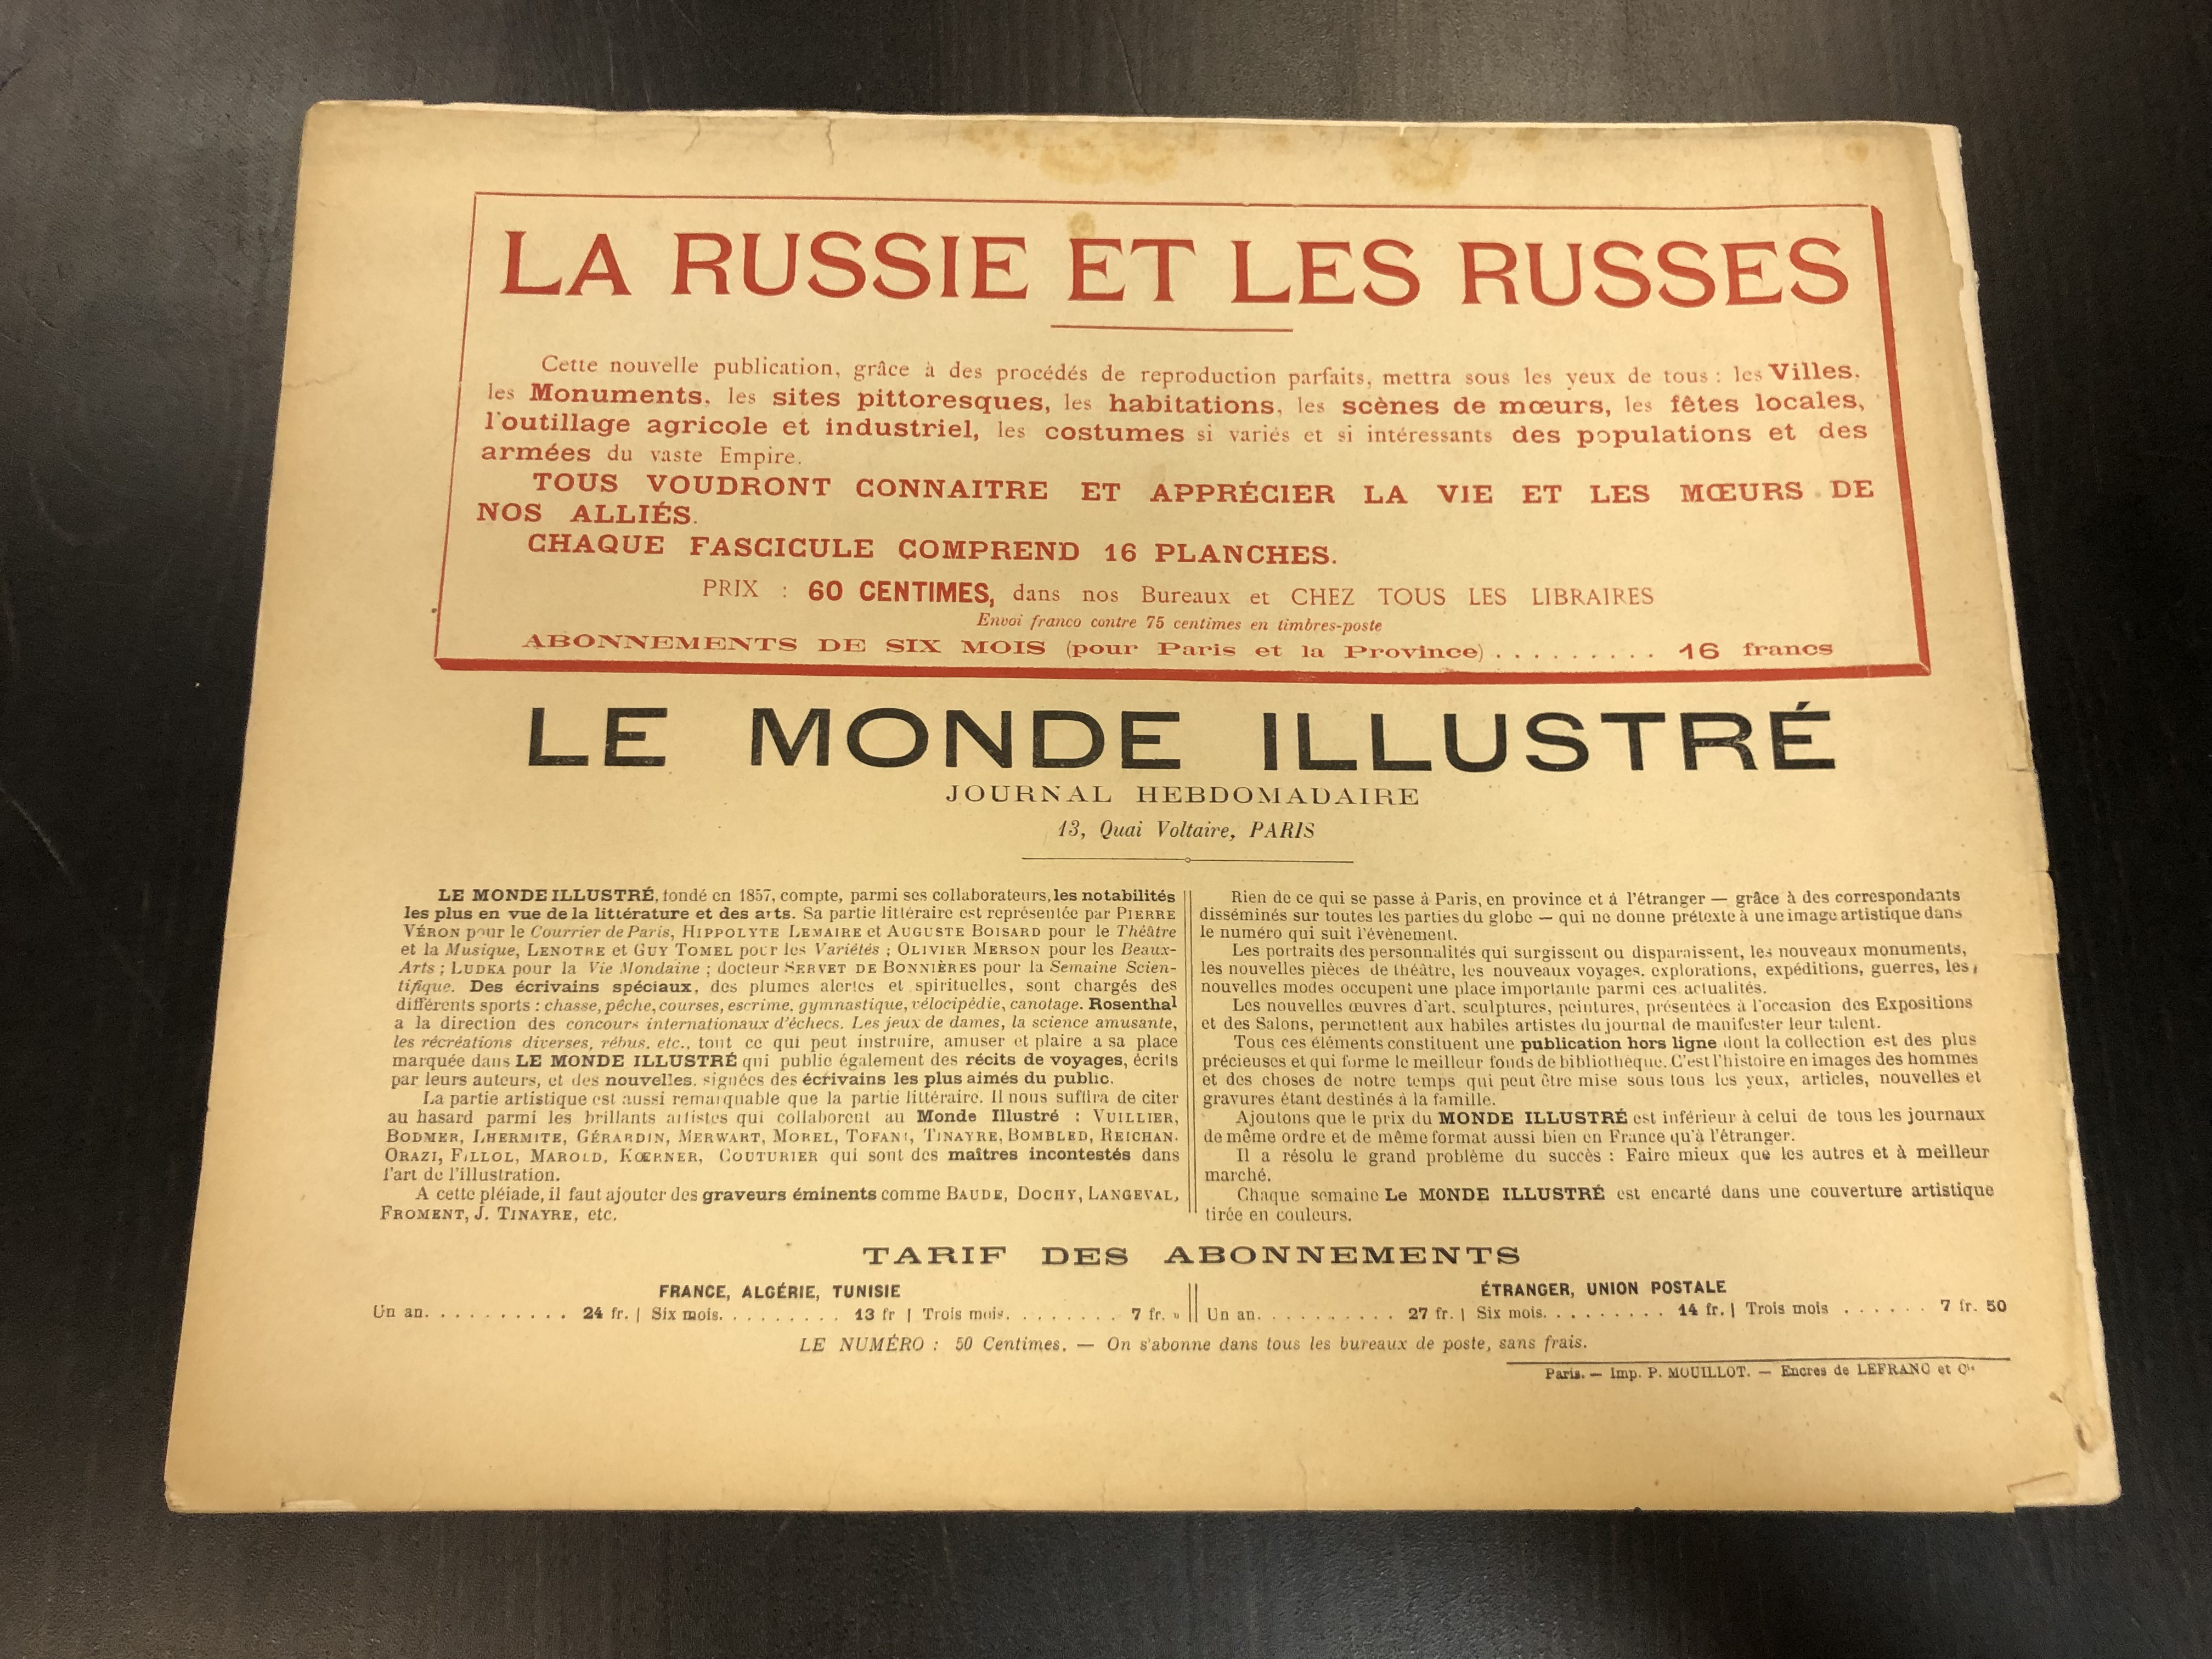 LA RUSSIE ET LES RUSSES
Cette nouvelle publication, grâce à des procédés de reproduction parfaits, mettra sous les yeux de tous : les Villes,
les Monuments, les sites pittoresques, les habitations, les scènes de mœurs, les fêtes locales,
l'outillage agricole et industriel, les costumes si variés et si intéressants des populations et des
armées du vaste Empire.
TOUS VOUDRONT CONNAITRE ET APPRÉCIER LA VIE ET LES MŒURS DE
NOS ALLIÉS.
CHAQUE FASCICULE COMPREND 16 PLANCHES.
PRIX : 60 CENTIMES, dans nos Bureaux et CHEZ TOUS LES LIBRAIRES
Envoi franco contre 75 centimes en timbres-poste
ABONNEMENTS DE SIX MOIS (pour Paris et la Province) . . . . . . . . . 16 francs
LE MONDE ILLUSTRÉ
JOURNAL HEBDOMADAIRE
13, Quai Voltaire, PARIS
LE MONDE ILLUSTRÉ, fondé en 1857, compte, parmi ses collaborateurs, les notabilités
les plus en vue de la littérature et des arts. Sa partie littéraire est représentée par PIERRE
VÉRON pour le Courrier de Paris, HIPPOLYTE LEMAIRE et AUGUSTE BOISARD pour le Théâtre
et la Musique, LENOTRE et GUY TOMEL pour les Variétés ; OLIVIER MERSON pour les Beaux-
Arts ; LUDKA pour la Vie Mondaine ; docteur SERVET DE BONNIÈRES pour la Semaine Scien-
tifique. Des écrivains spéciaux, des plumes alertes et spirituelles, sont chargés des
différents sports : chasse, pêche, courses, escrime, gymnastique, vélocipédie, canotage. Rosenthal
a la direction des concours internationaux d'échecs. Les jeux de dames, la science amusante,
les récréations diverses, rébus, etc., tout ce qui peut instruire, amuser et plaire a sa place
marquée dans LE MONDE ILLUSTRÉ qui publie également des récits de voyages, écrits
par leurs auteurs, et des nouvelles, signées des écrivains les plus aimés du public.
La partie artistique est aussi remarquable que la partie littéraire. Il nous suffira de citer
au hasard parmi les brillants artistes qui collaborent au Monde Illustré : VUILLIER,
BODMER, LHERMITE, GÉRARDIN, MERWART, MOREL, TOFANI, TINAYRE, BOMBLED, REICHAN,
ORAZI, FILLOL, MAROLD, KŒRNER, COUTURIER qui sont des maîtres incontestés dans
l'art de l'illustration.
A cette pléiade, il faut ajouter des graveurs éminents comme BAUDE, DOCHY, LANGEVAL,
FROMENT, J. TINAYRE, etc.
Rien de ce qui se passe à Paris, en province et à l'étranger — grâce à des correspondants
disséminés sur toutes les parties du globe — qui ne donne prétexte à une image artistique dans
le numéro qui suit l'évènement.
Les portraits des personnalités qui surgissent ou disparaissent, les nouveaux monuments,
les nouvelles pièces de théâtre, les nouveaux voyages, explorations, expéditions, guerres, les
nouvelles modes occupent une place importante parmi ces actualités.
Les nouvelles œuvres d'art, sculptures, peintures, présentées à l'occasion des Expositions
et des Salons, permettent aux habiles artistes du journal de manifester leur talent.
Tous ces éléments constituent une publication hors ligne dont la collection est des plus
précieuses et qui forme le meilleur fonds de bibliothèque. C'est l'histoire en images des hommes
et des choses de notre temps qui peut être mise sous tous les yeux, articles, nouvelles et
gravures étant destinés à la famille.
Ajoutons que le prix du MONDE ILLUSTRÉ est inférieur à celui de tous les journaux
de même ordre et de même format aussi bien en France qu'à l'étranger.
Il a résolu le grand problème du succès : Faire mieux que les autres et à meilleur
marché.
Chaque semaine Le MONDE ILLUSTRÉ est encarté dans une couverture artistique
tirée en couleurs.
TARIF DES ABONNEMENTS
FRANCE, ALGÉRIE, TUNISIE
Un an. . . . . . . . . . 24 fr. | Six mois. . . . . . . . . 13 fr | Trois mois. . . . . . . . 7 fr. »
ÉTRANGER, UNION POSTALE
Un an. . . . . . . . . . 27 fr. | Six mois. . . . . . . . . 14 fr. | Trois mois . . . . . . 7 fr. 50
LE NUMÉRO : 50 Centimes. — On s'abonne dans tous les bureaux de poste, sans frais.
Paris. — Imp. P. MOUILLOT. — Encres de LEFRANC et Cie